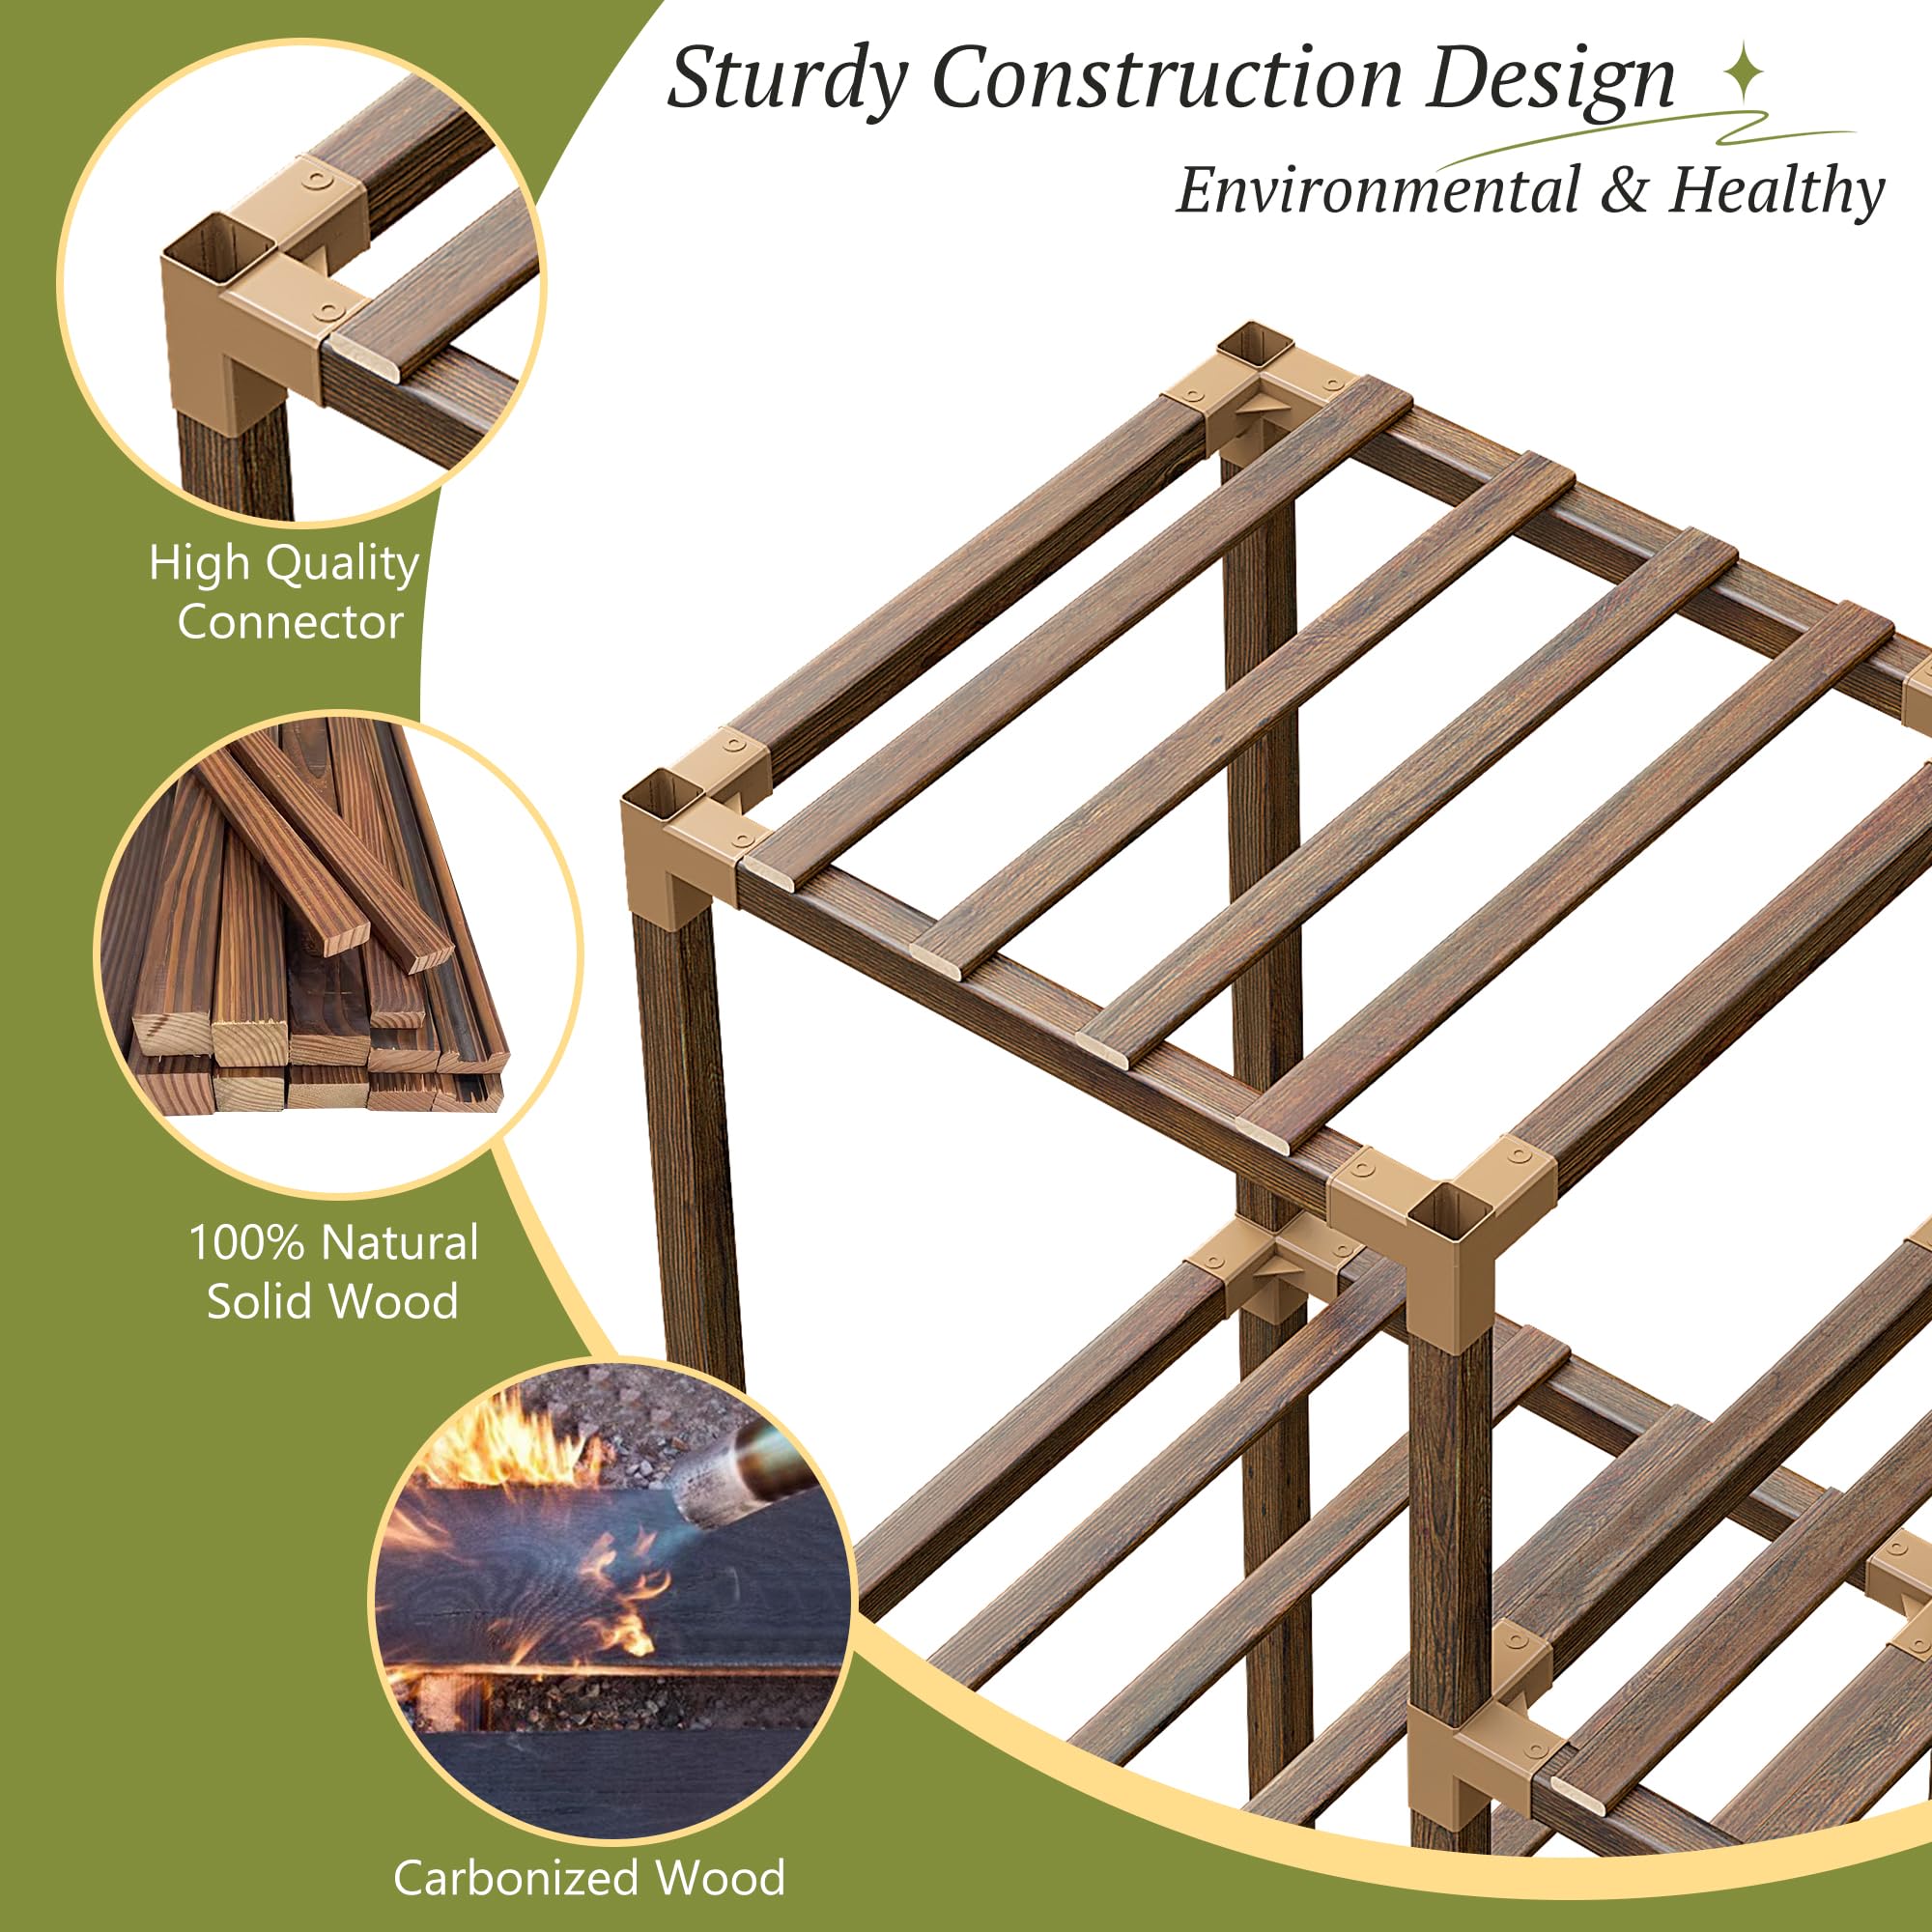 Sturdy Construction Design
Environmental & Healthy
High Quality
Connector
100% Natural
Solid Wood
Carbonized Wood